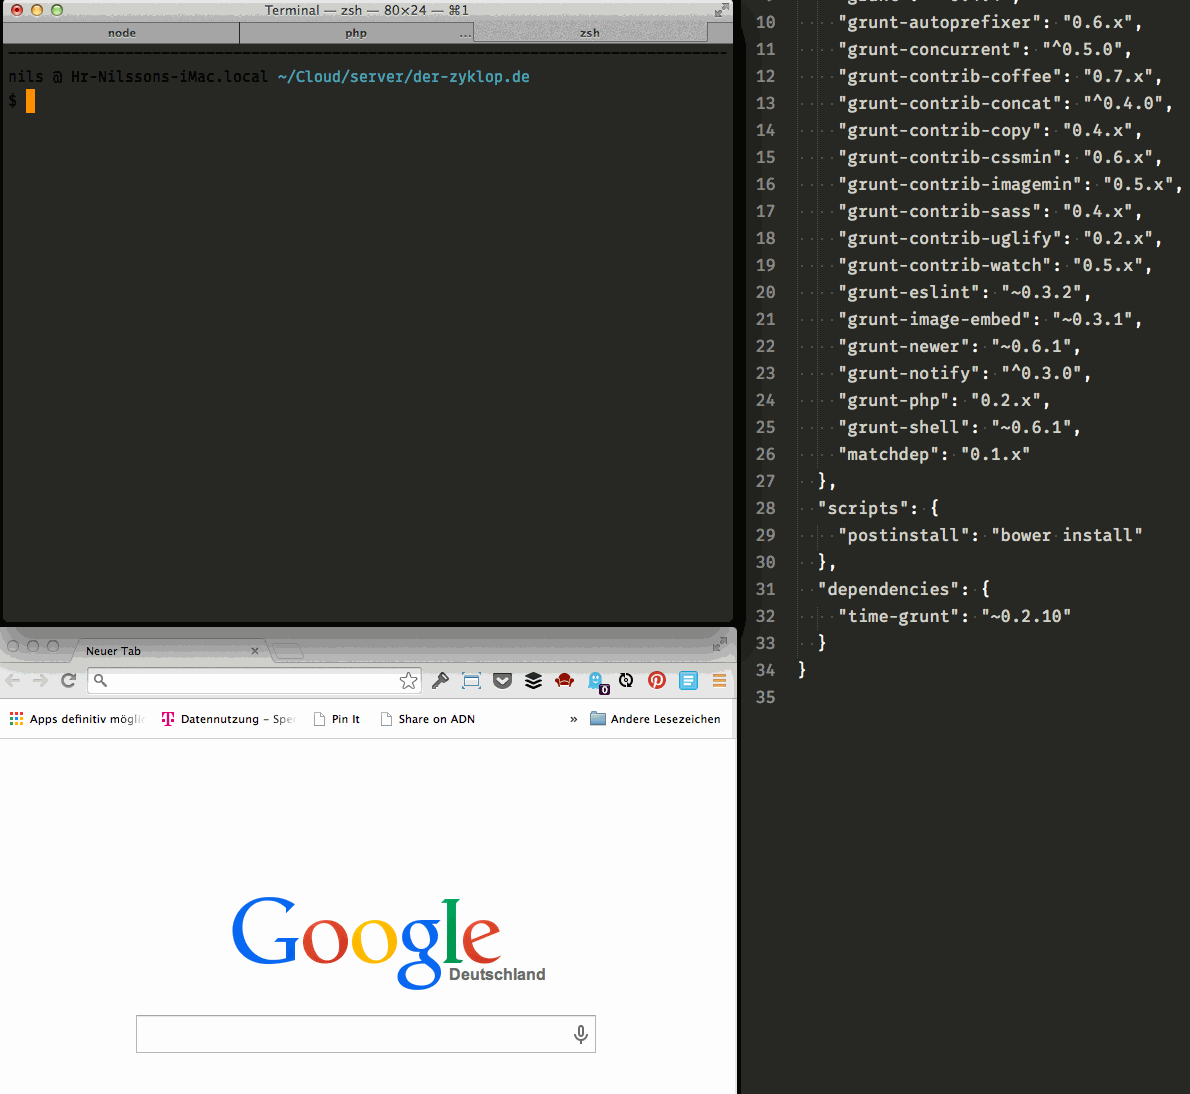 Terminal — zsh — 80×24 — ⌘1
node
php
...
zsh
nils @ Hr-Nilssons-iMac.local ~/Cloud/server/der-zyklop.de
$
Neuer Tab
0
Apps definitiv
Datennutzung –
Pin It
Share on ADN
»
Andere Lesezeichen
Google
Deutschland
10 "grunt-autoprefixer": "0.6.x",
11 "grunt-concurrent": "^0.5.0",
12 "grunt-contrib-coffee": "0.7.x",
13 "grunt-contrib-concat": "^0.4.0",
14 "grunt-contrib-copy": "0.4.x",
15 "grunt-contrib-cssmin": "0.6.x",
16 "grunt-contrib-imagemin": "0.5.x",
17 "grunt-contrib-sass": "0.4.x",
18 "grunt-contrib-uglify": "0.2.x",
19 "grunt-contrib-watch": "0.5.x",
20 "grunt-eslint": "~0.3.2",
21 "grunt-image-embed": "~0.3.1",
22 "grunt-newer": "~0.6.1",
23 "grunt-notify": "^0.3.0",
24 "grunt-php": "0.2.x",
25 "grunt-shell": "~0.6.1",
26 "matchdep": "0.1.x"
27 },
28 "scripts": {
29 "postinstall": "bower install"
30 },
31 "dependencies": {
32 "time-grunt": "~0.2.10"
33 }
34 }
35